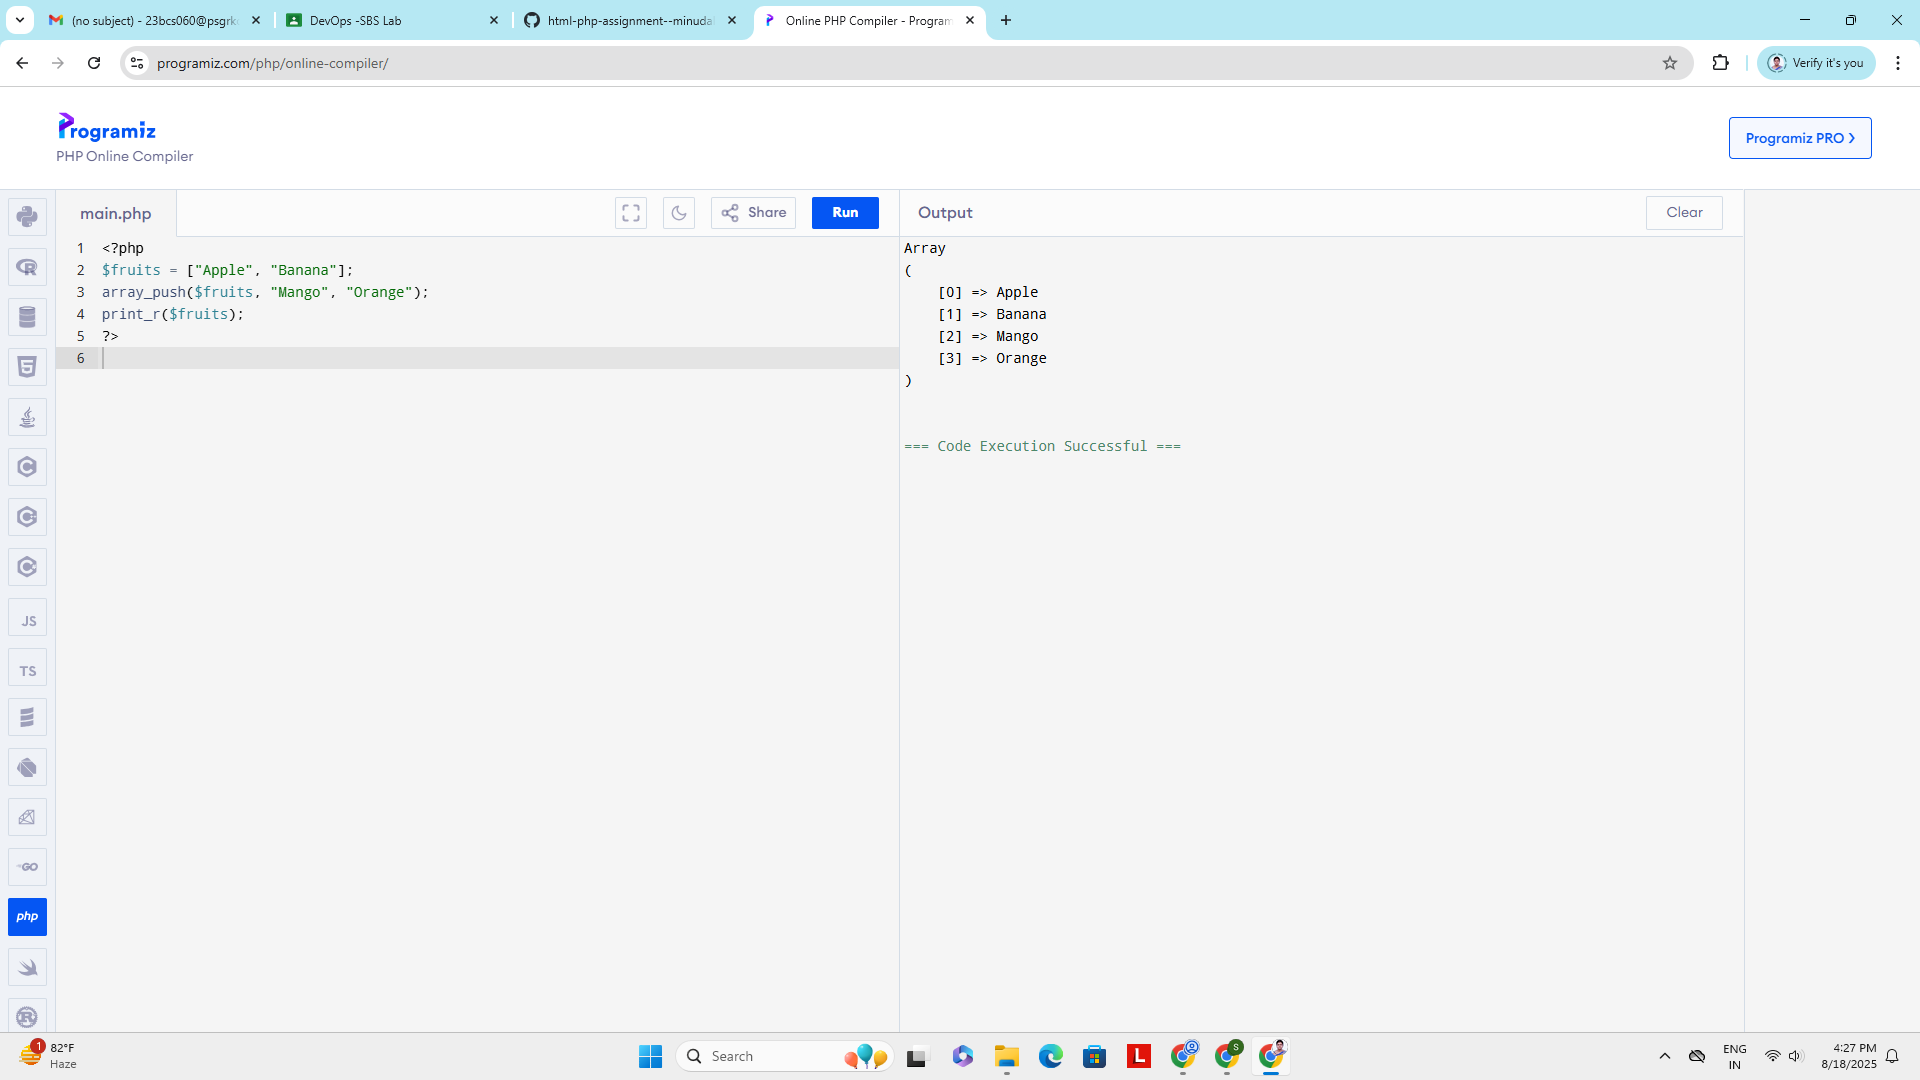 (no subject) - 23bcs060@psgrk
DevOps -SBS Lab
html-php-assignment--minuda
Online PHP Compiler - Program
programiz.com/php/online-compiler/
Verify it's you
Programiz
PHP Online Compiler
Programiz PRO ❯
main.php
Share
Run
Output
Clear
1 <?php
2 $fruits = ["Apple", "Banana"];
3 array_push($fruits, "Mango", "Orange");
4 print_r($fruits);
5 ?>
6
Array
(
    [0] => Apple
    [1] => Banana
    [2] => Mango
    [3] => Orange
)
=== Code Execution Successful ===
JS
TS
GO
php
1
82°F
Haze
Search
L
S
ENG
IN
4:27 PM
8/18/2025